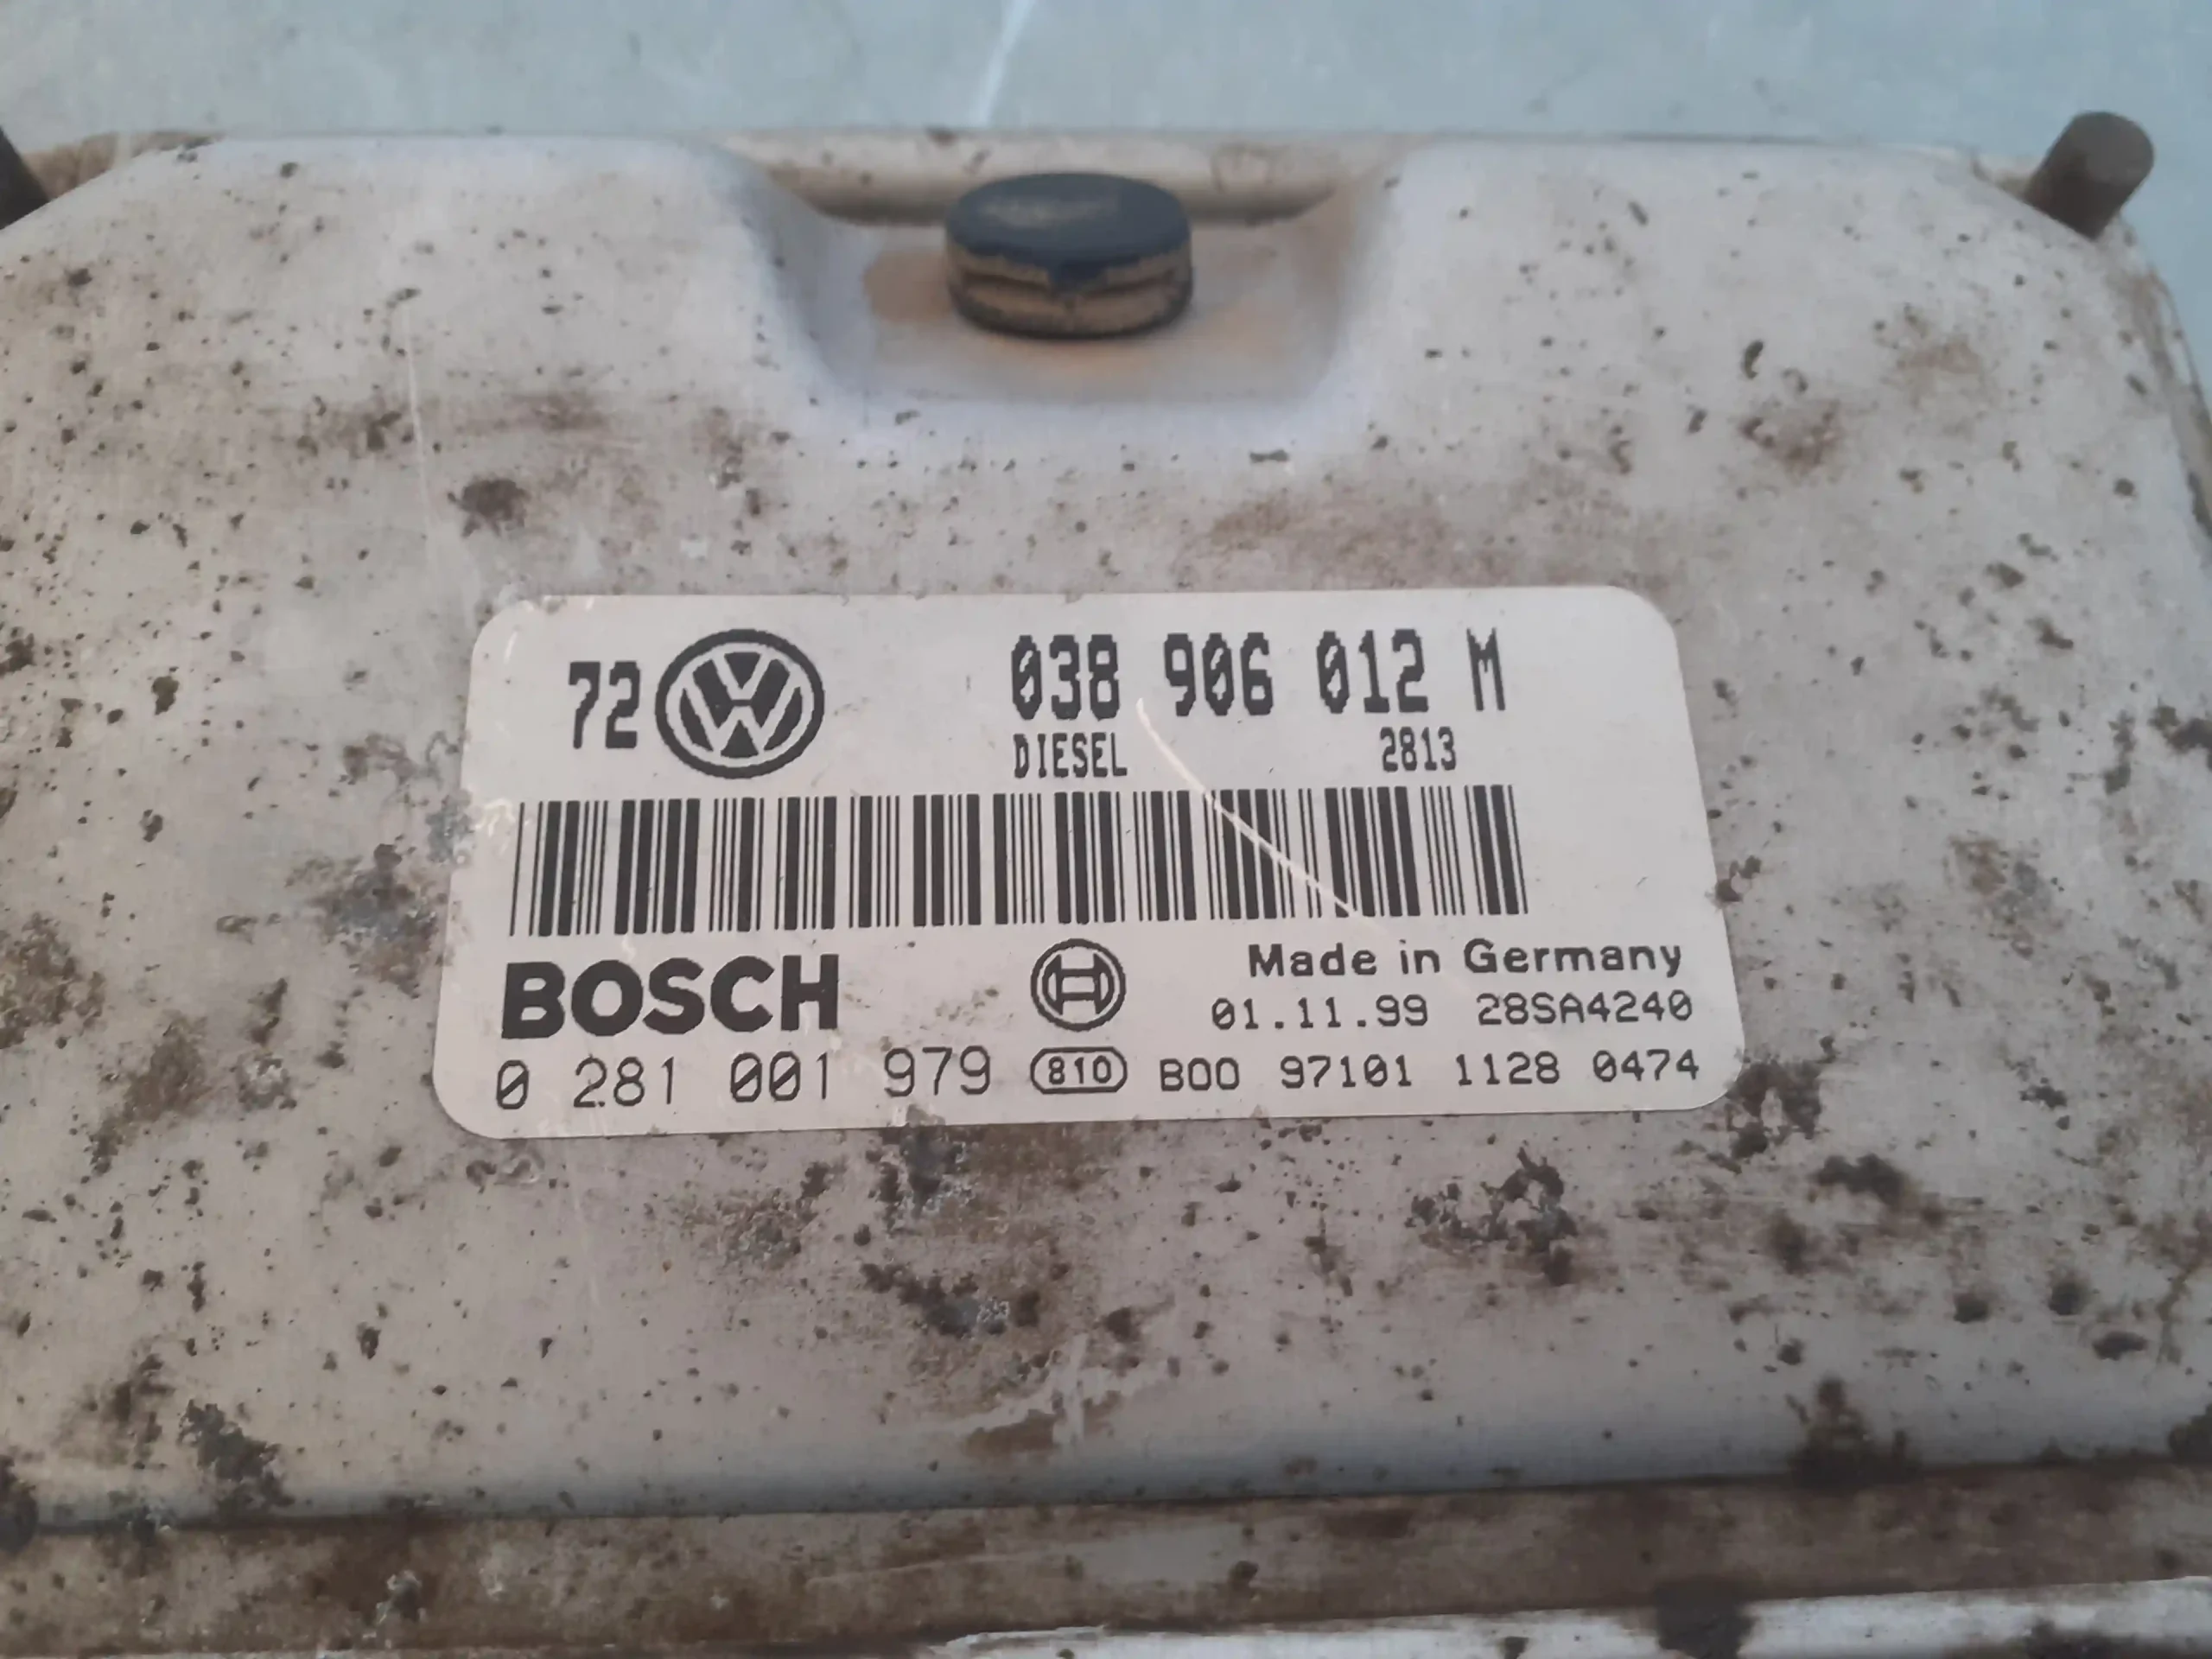 72 VW 038 906 012 M
DIESEL 2813
BOSCH Made in Germany
01.11.99 28SA4240
0 281 001 979 810 B00 97101 1128 0474